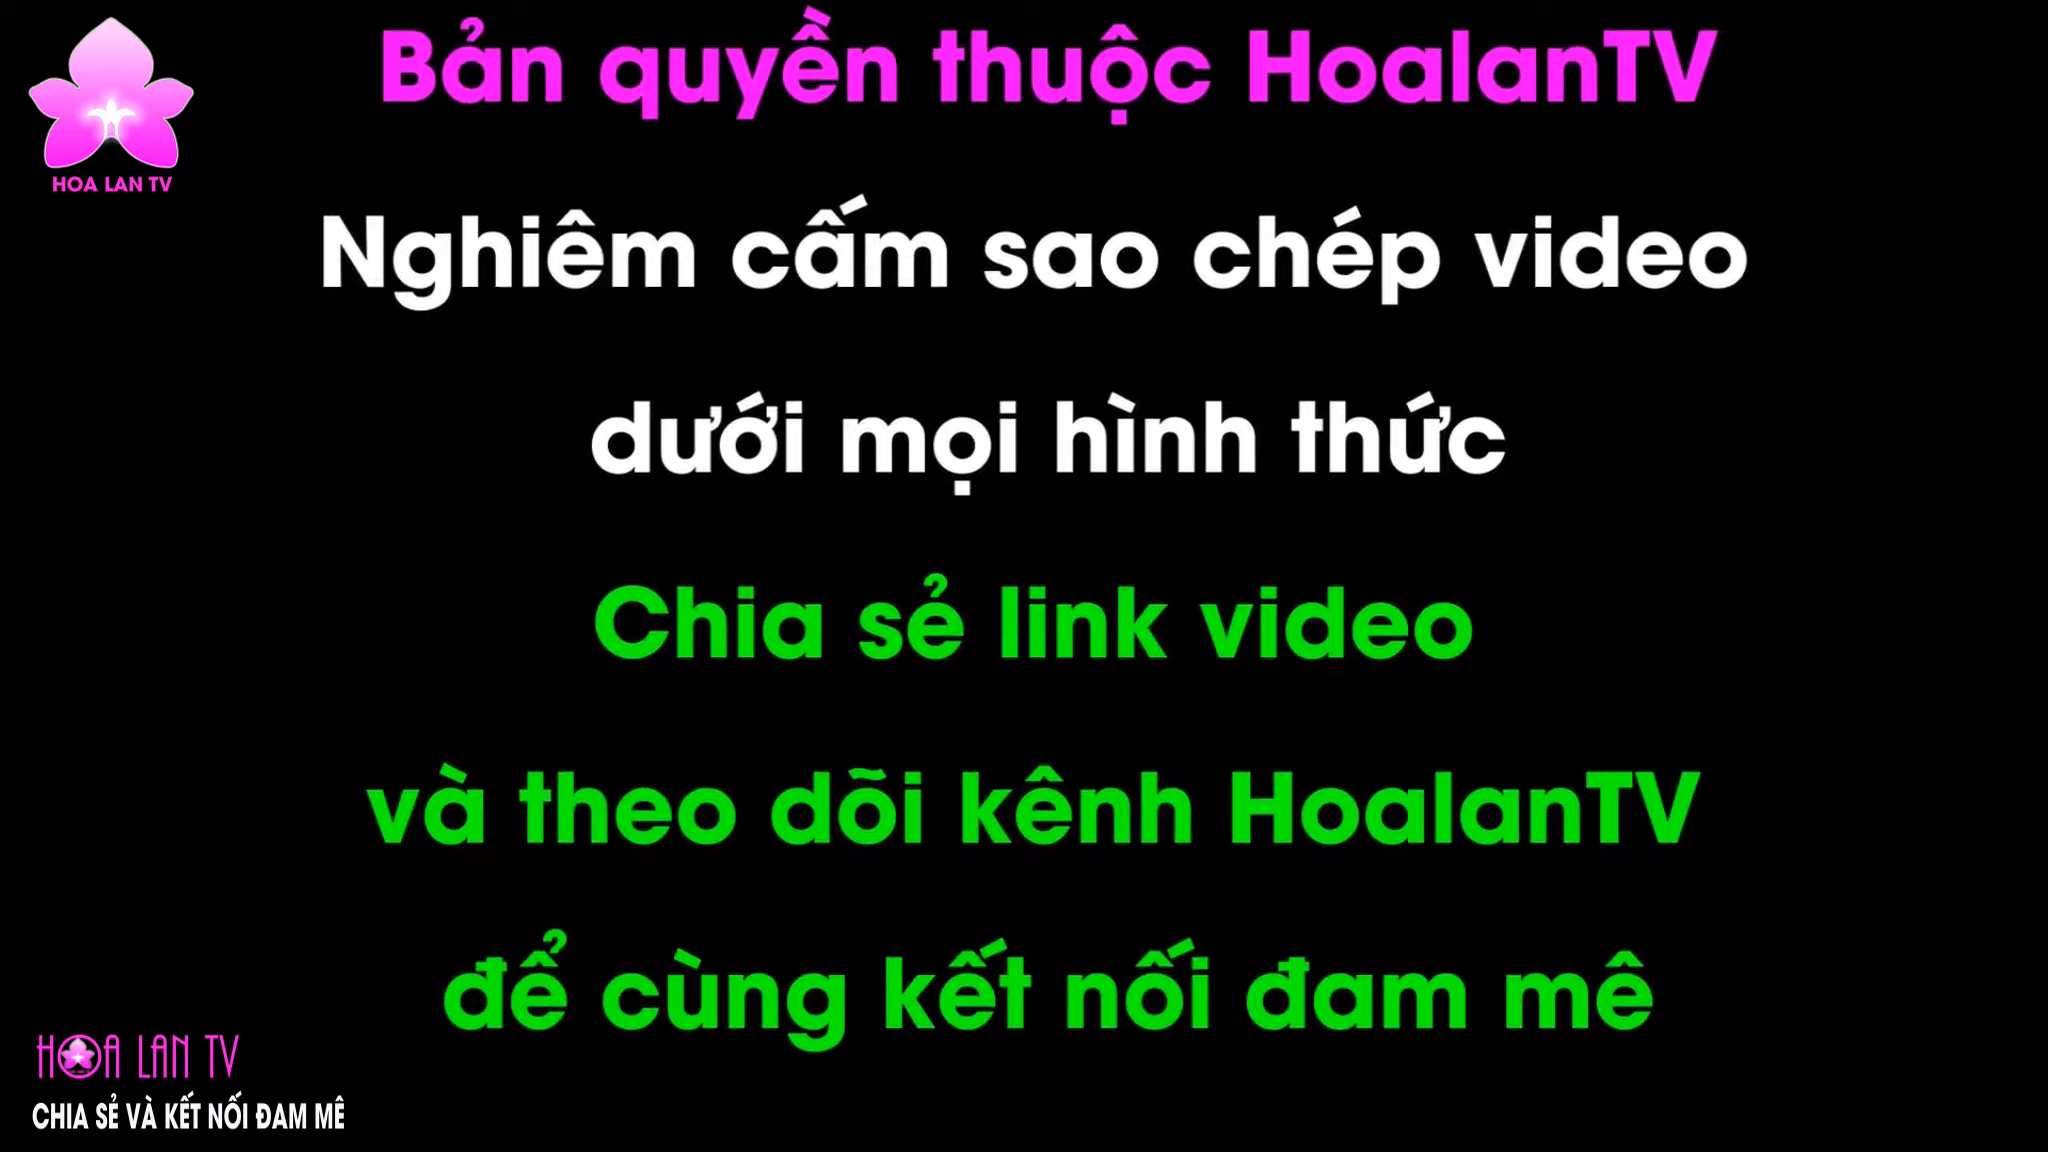 Bản quyền thuộc HoalanTV
HOA LAN TV
Nghiêm cấm sao chép video
dưới mọi hình thức
Chia sẻ link video
và theo dõi kênh HoalanTV
để cùng kết nối đam mê
HOA LAN TV
CHIA SẺ VÀ KẾT NỐI ĐAM MÊ